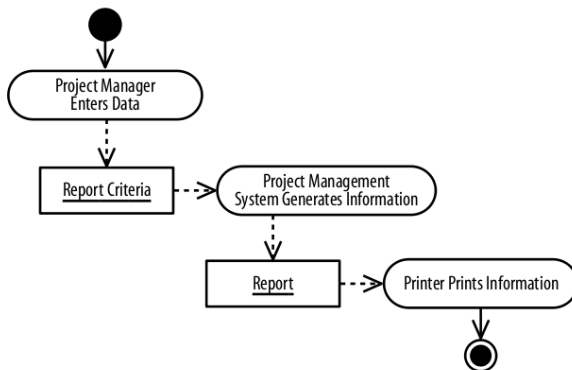 Project Manager
Enters Data
Report Criteria
Project Management
System Generates Information
Report
Printer Prints Information